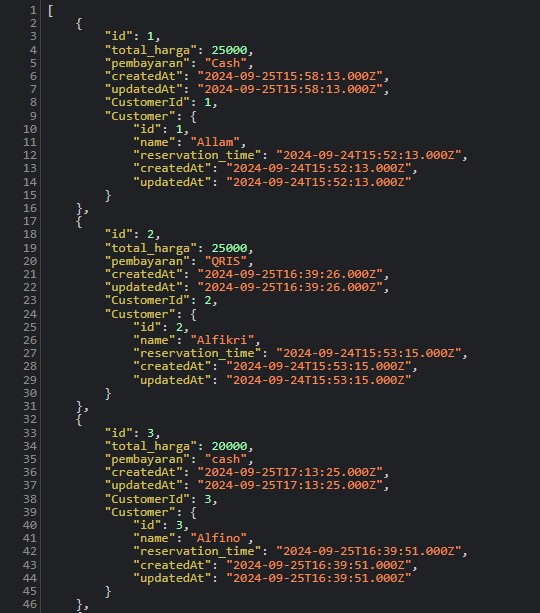 1 [
2     {
3         "id": 1,
4         "total_harga": 25000,
5         "pembayaran": "Cash",
6         "createdAt": "2024-09-25T15:58:13.000Z",
7         "updatedAt": "2024-09-25T15:58:13.000Z",
8         "CustomerId": 1,
9         "Customer": {
10             "id": 1,
11             "name": "Allam",
12             "reservation_time": "2024-09-24T15:52:13.000Z",
13             "createdAt": "2024-09-24T15:52:13.000Z",
14             "updatedAt": "2024-09-24T15:52:13.000Z"
15         }
16     },
17     {
18         "id": 2,
19         "total_harga": 25000,
20         "pembayaran": "QRIS",
21         "createdAt": "2024-09-25T16:39:26.000Z",
22         "updatedAt": "2024-09-25T16:39:26.000Z",
23         "CustomerId": 2,
24         "Customer": {
25             "id": 2,
26             "name": "Alfikri",
27             "reservation_time": "2024-09-24T15:53:15.000Z",
28             "createdAt": "2024-09-24T15:53:15.000Z",
29             "updatedAt": "2024-09-24T15:53:15.000Z"
30         }
31     },
32     {
33         "id": 3,
34         "total_harga": 20000,
35         "pembayaran": "cash",
36         "createdAt": "2024-09-25T17:13:25.000Z",
37         "updatedAt": "2024-09-25T17:13:25.000Z",
38         "CustomerId": 3,
39         "Customer": {
40             "id": 3,
41             "name": "Alfino",
42             "reservation_time": "2024-09-25T16:39:51.000Z",
43             "createdAt": "2024-09-25T16:39:51.000Z",
44             "updatedAt": "2024-09-25T16:39:51.000Z"
45         }
46     },